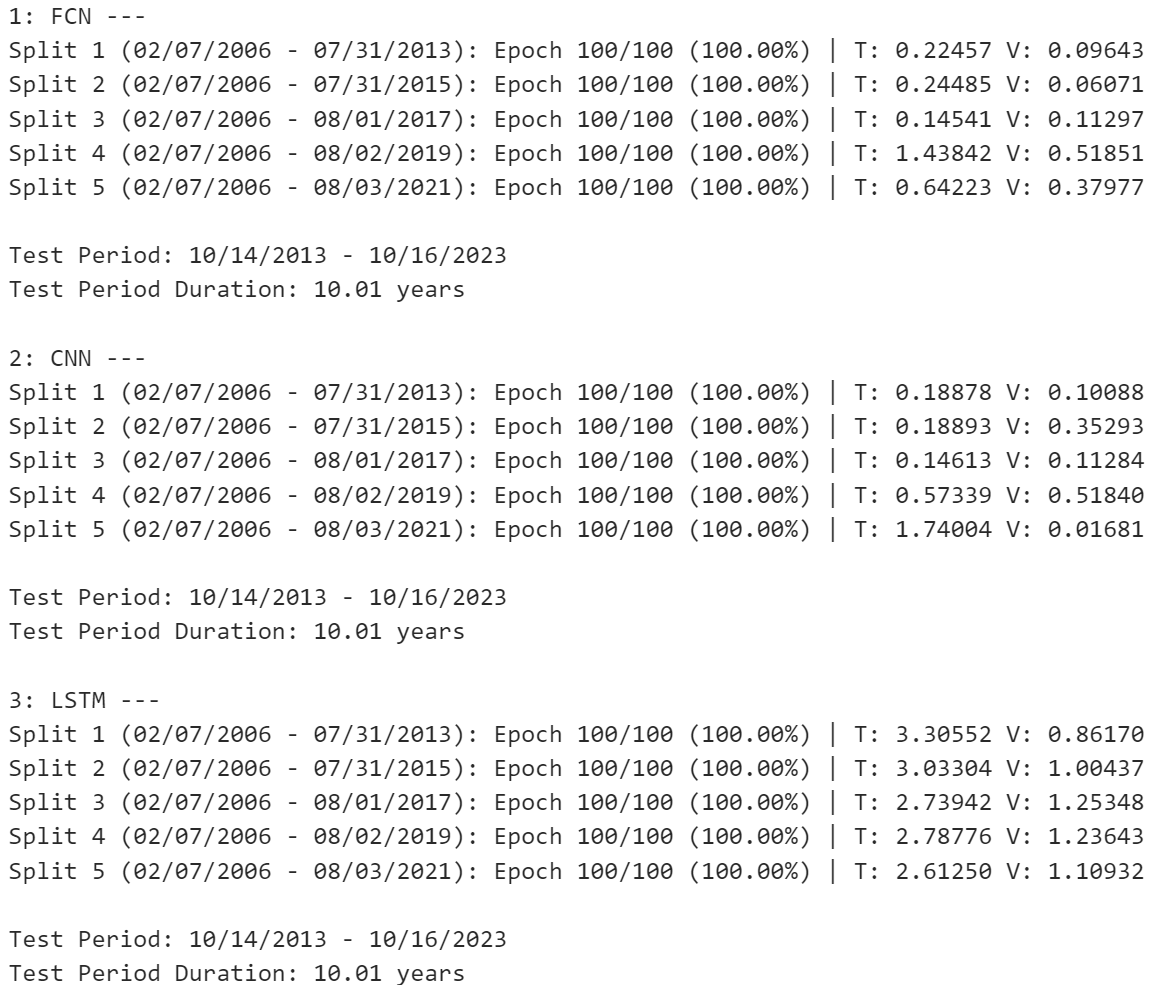 1: FCN ---
Split 1 (02/07/2006 - 07/31/2013): Epoch 100/100 (100.00%) | T: 0.22457 V: 0.09643
Split 2 (02/07/2006 - 07/31/2015): Epoch 100/100 (100.00%) | T: 0.24485 V: 0.06071
Split 3 (02/07/2006 - 08/01/2017): Epoch 100/100 (100.00%) | T: 0.14541 V: 0.11297
Split 4 (02/07/2006 - 08/02/2019): Epoch 100/100 (100.00%) | T: 1.43842 V: 0.51851
Split 5 (02/07/2006 - 08/03/2021): Epoch 100/100 (100.00%) | T: 0.64223 V: 0.37977
Test Period: 10/14/2013 - 10/16/2023
Test Period Duration: 10.01 years
2: CNN ---
Split 1 (02/07/2006 - 07/31/2013): Epoch 100/100 (100.00%) | T: 0.18878 V: 0.10088
Split 2 (02/07/2006 - 07/31/2015): Epoch 100/100 (100.00%) | T: 0.18893 V: 0.35293
Split 3 (02/07/2006 - 08/01/2017): Epoch 100/100 (100.00%) | T: 0.14613 V: 0.11284
Split 4 (02/07/2006 - 08/02/2019): Epoch 100/100 (100.00%) | T: 0.57339 V: 0.51840
Split 5 (02/07/2006 - 08/03/2021): Epoch 100/100 (100.00%) | T: 1.74004 V: 0.01681
Test Period: 10/14/2013 - 10/16/2023
Test Period Duration: 10.01 years
3: LSTM ---
Split 1 (02/07/2006 - 07/31/2013): Epoch 100/100 (100.00%) | T: 3.30552 V: 0.86170
Split 2 (02/07/2006 - 07/31/2015): Epoch 100/100 (100.00%) | T: 3.03304 V: 1.00437
Split 3 (02/07/2006 - 08/01/2017): Epoch 100/100 (100.00%) | T: 2.73942 V: 1.25348
Split 4 (02/07/2006 - 08/02/2019): Epoch 100/100 (100.00%) | T: 2.78776 V: 1.23643
Split 5 (02/07/2006 - 08/03/2021): Epoch 100/100 (100.00%) | T: 2.61250 V: 1.10932
Test Period: 10/14/2013 - 10/16/2023
Test Period Duration: 10.01 years